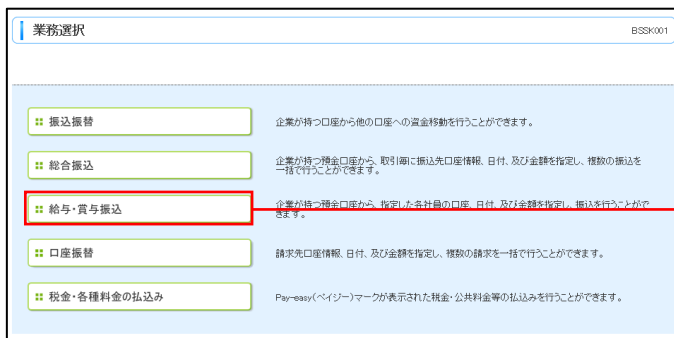 業務選択 BSSK001
振込振替 企業が持つ口座から他の口座への資金移動を行うことができます。
総合振込 企業が持つ預金口座から、取引毎に振込先口座情報、日付、及び金額を指定し、複数の振込を
一括で行うことができます。
給与・賞与振込 企業が持つ預金口座から、指定した各社員の口座、日付、及び金額を指定し、振込を行うことがで
きます。
口座振替 請求先口座情報、日付、及び金額を指定し、複数の請求を一括で行うことができます。
税金・各種料金の払込み Pay-easy(ペイジー)マークが表示された税金・公共料金等の払込みを行うことができます。